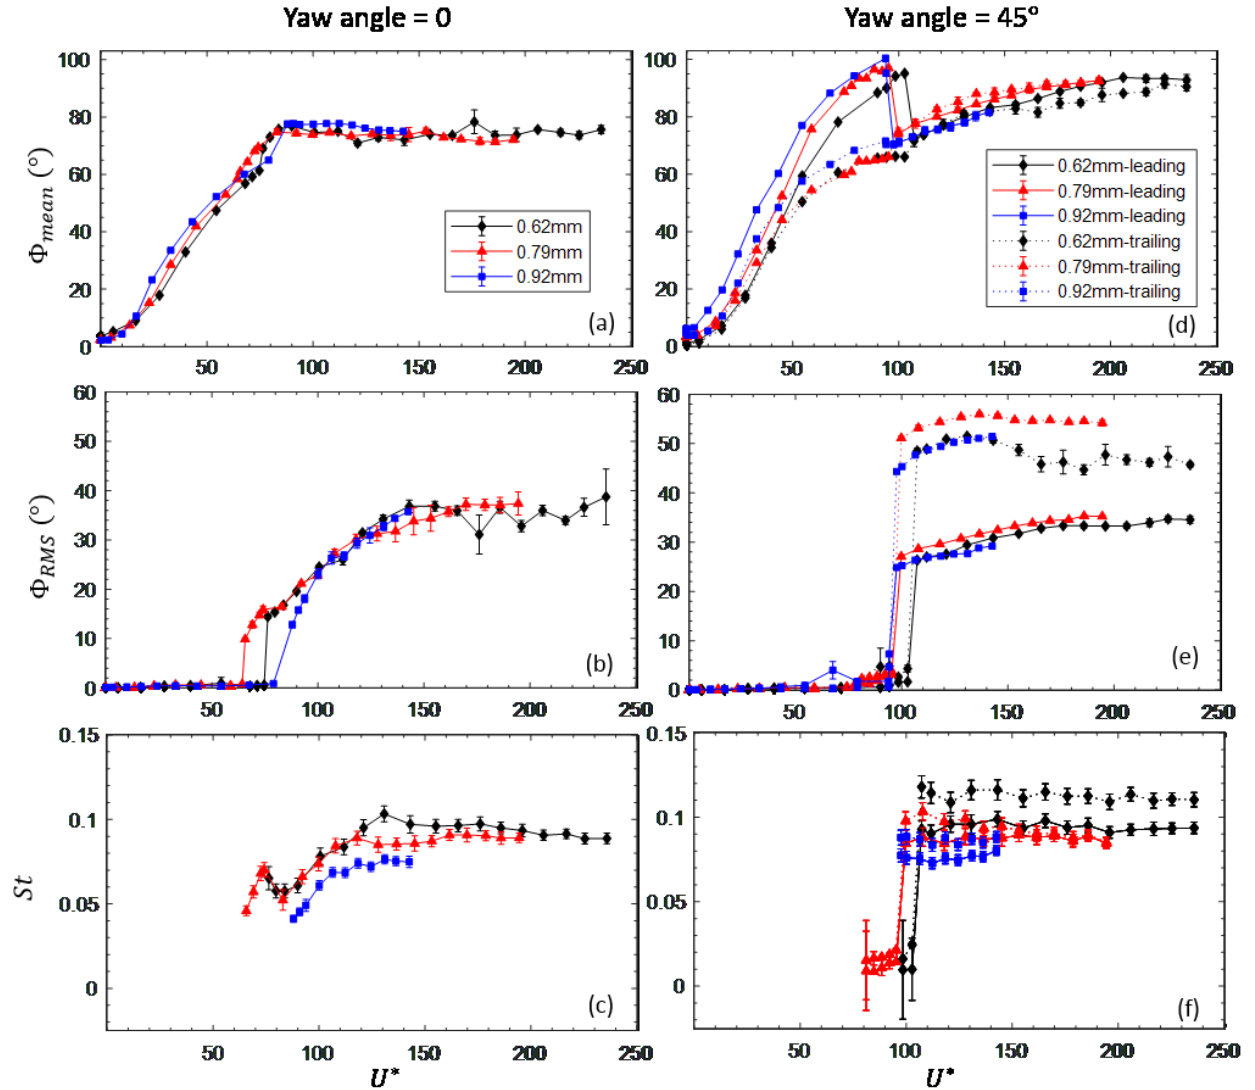 Yaw angle = 0
Yaw angle = 45°
Φmean (°)
100
80
60
40
20
0
50
100
150
200
250
0.62mm
0.79mm
0.92mm
(a)
100
80
60
40
20
0
50
100
150
200
250
0.62mm-leading
0.79mm-leading
0.92mm-leading
0.62mm-trailing
0.79mm-trailing
0.92mm-trailing
(d)
ΦRMS (°)
60
50
40
30
20
10
0
50
100
150
200
250
(b)
60
50
40
30
20
10
0
50
100
150
200
250
(e)
St
0.15
0.1
0.05
0
50
100
150
200
250
(c)
U*
0.15
0.1
0.05
0
50
100
150
200
250
(f)
U*